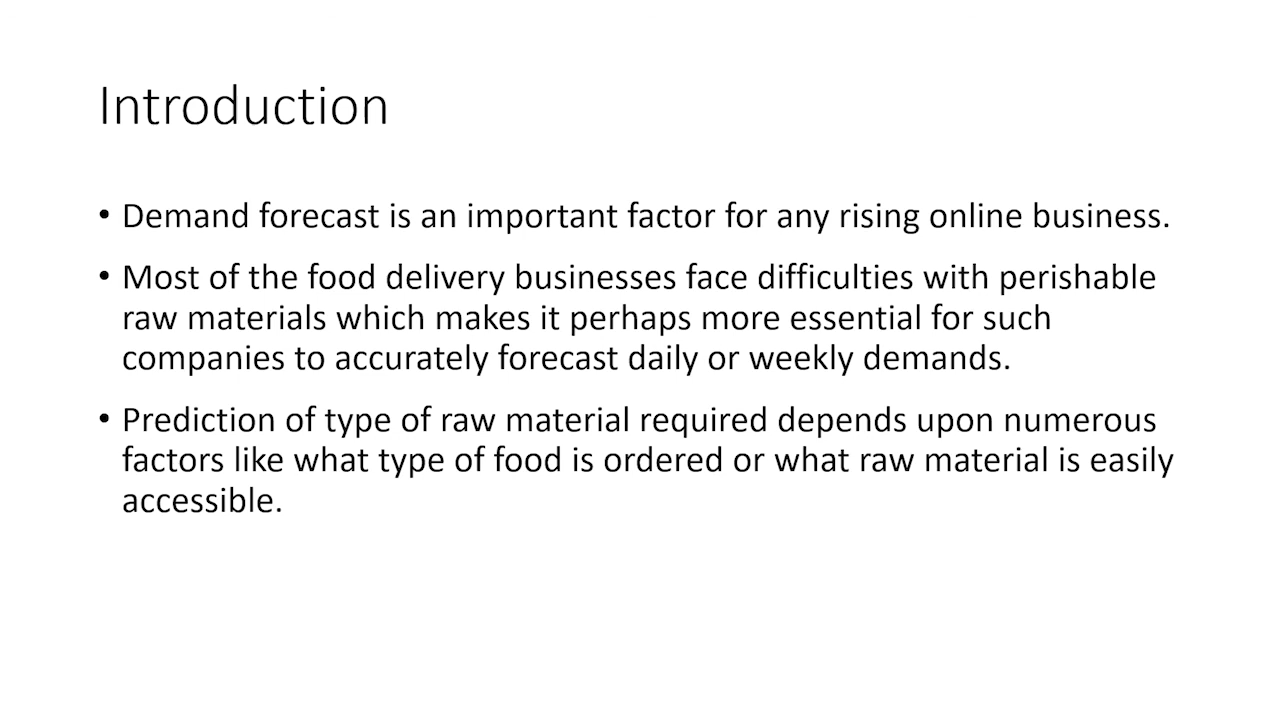 Introduction
• Demand forecast is an important factor for any rising online business.
• Most of the food delivery businesses face difficulties with perishable
raw materials which makes it perhaps more essential for such
companies to accurately forecast daily or weekly demands.
• Prediction of type of raw material required depends upon numerous
factors like what type of food is ordered or what raw material is easily
accessible.